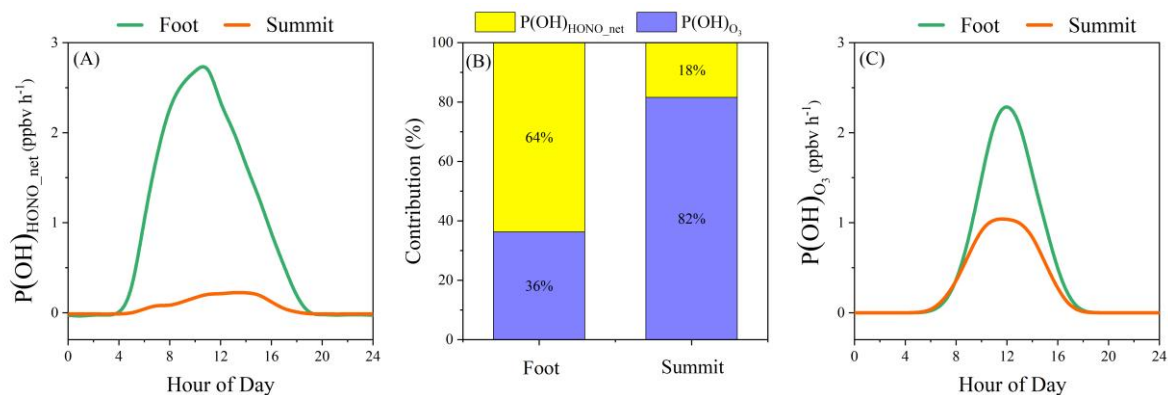 Foot Summit
(A)
P(OH)HONO_net (ppbv h⁻¹)
3
2
1
0
0 4 8 12 16 20 24
Hour of Day
P(OH)HONO_net P(OH)O₃
(B)
Contribution (%)
100
80
60
40
20
0
64%
36%
18%
82%
Foot Summit
Foot Summit
(C)
P(OH)O₃ (ppbv h⁻¹)
3
2
1
0
0 4 8 12 16 20 24
Hour of Day